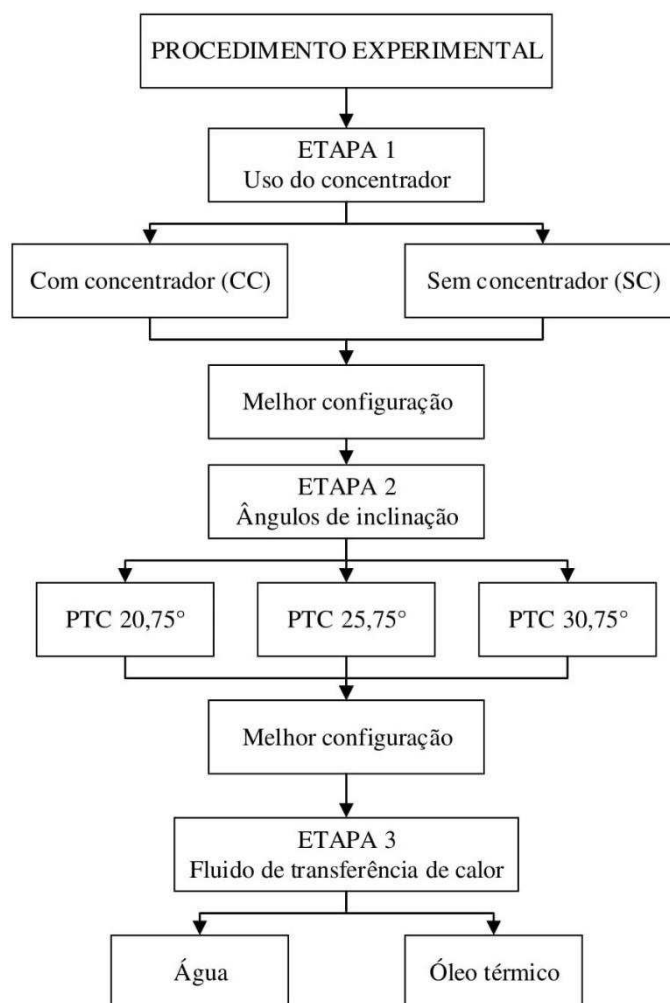 PROCEDIMENTO EXPERIMENTAL
ETAPA 1
Uso do concentrador
Com concentrador (CC)
Sem concentrador (SC)
Melhor configuração
ETAPA 2
Ângulos de inclinação
PTC 20,75°
PTC 25,75°
PTC 30,75°
Melhor configuração
ETAPA 3
Fluido de transferência de calor
Água
Óleo térmico